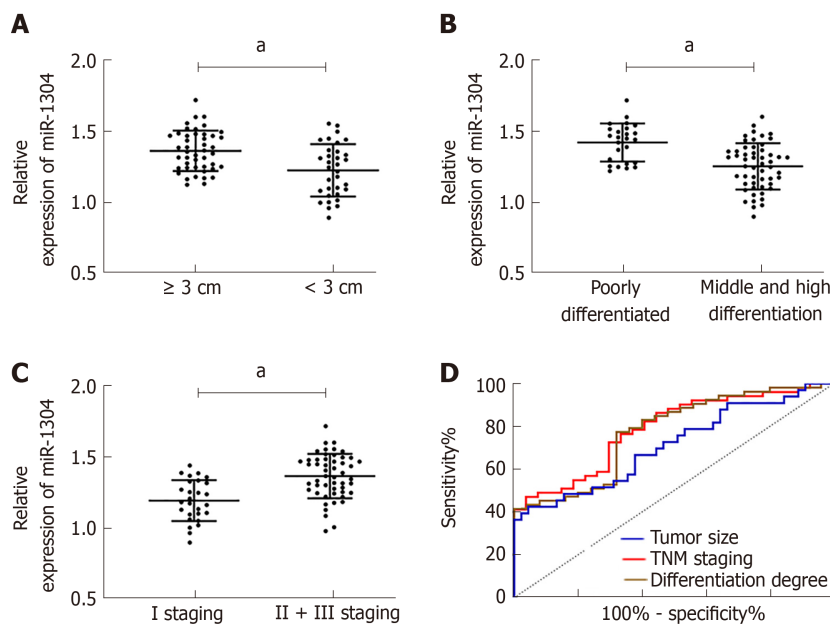 A
a
2.0
1.5
1.0
0.5
Relative
expression of miR-1304
≥ 3 cm
< 3 cm
B
a
2.0
1.5
1.0
0.5
Relative
expression of miR-1304
Poorly
differentiated
Middle and high
differentiation
C
a
2.0
1.5
1.0
0.5
Relative
expression of miR-1304
I staging
II + III staging
D
100
80
60
40
20
0
Sensitivity%
Tumor size
TNM staging
Differentiation degree
100% - specificity%